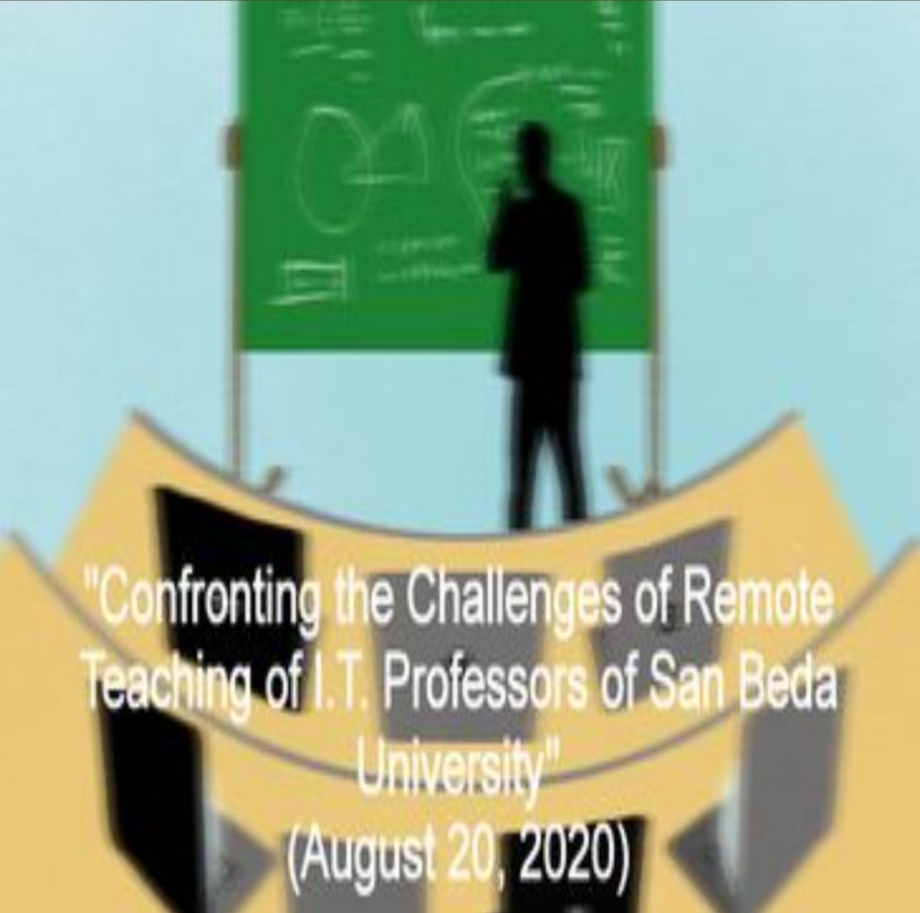 "Confronting the Challenges of Remote
Teaching of I.T. Professors of San Beda
University"
(August 20, 2020)